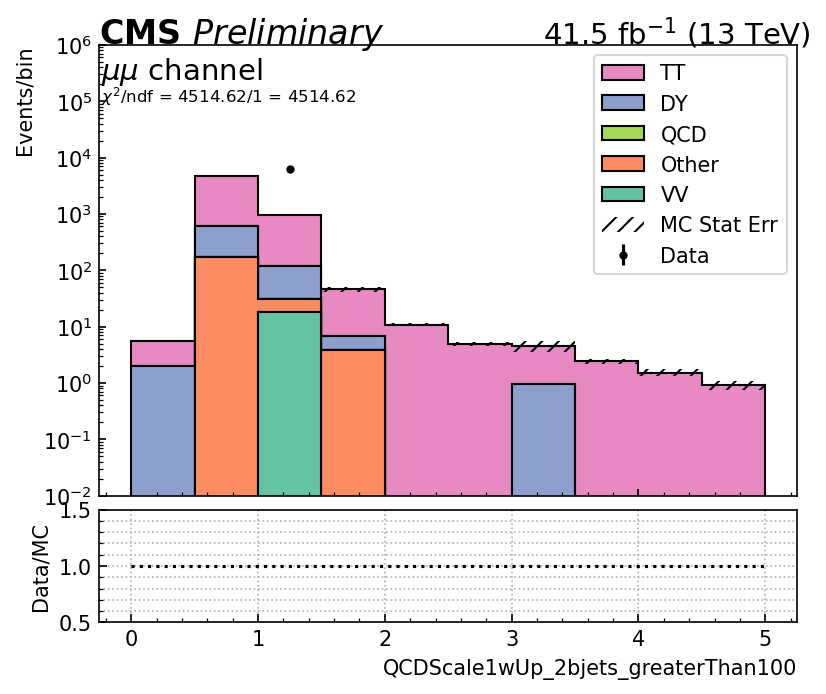 CMS Preliminary 41.5 fb⁻¹ (13 TeV)
μμ channel
χ²/ndf = 4514.62/1 = 4514.62
Events/bin
10⁶
10⁵
10⁴
10³
10²
10¹
10⁰
10⁻¹
10⁻²
TT
DY
QCD
Other
VV
MC Stat Err
Data
Data/MC
1.5
1.0
0.5
0 1 2 3 4 5
QCDScale1wUp_2bjets_greaterThan100